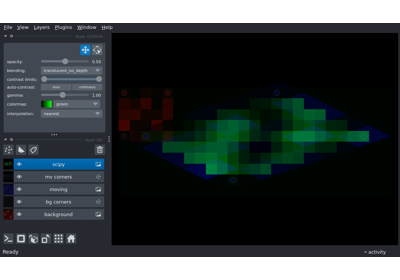 File View Layers Plugins Window Help
opacity: 0.50
blending: translucent_no_depth
contrast limits:
auto-contrast: once continuous
gamma: 1.00
colormap: green
interpolation: nearest
scipy
mv corners
moving
bg corners
background
Ready
activity